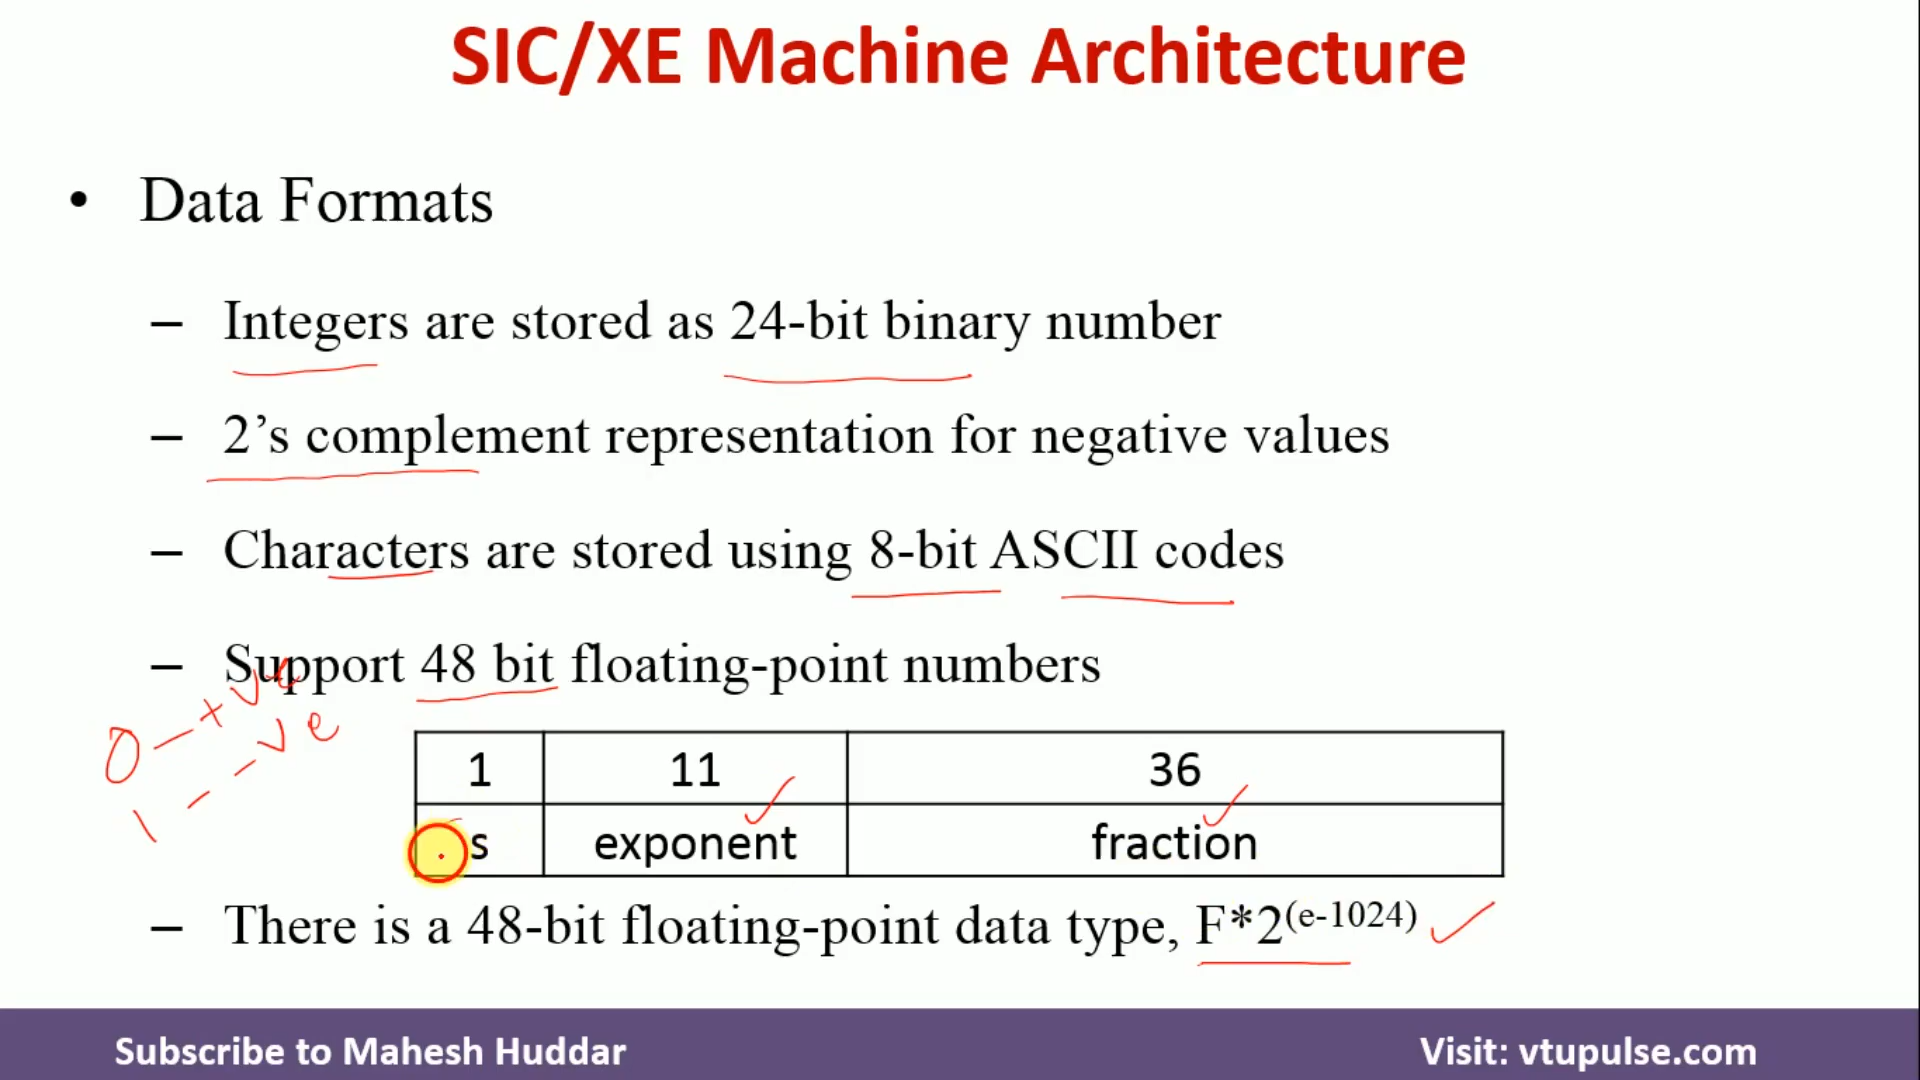 SIC/XE Machine Architecture
• Data Formats
– Integers are stored as 24-bit binary number
– 2’s complement representation for negative values
– Characters are stored using 8-bit ASCII codes
– Support 48 bit floating-point numbers
0 – +ve
1 – -ve
1 11 36
s exponent fraction
– There is a 48-bit floating-point data type, F*2^(e-1024)
Subscribe to Mahesh Huddar Visit: vtupulse.com